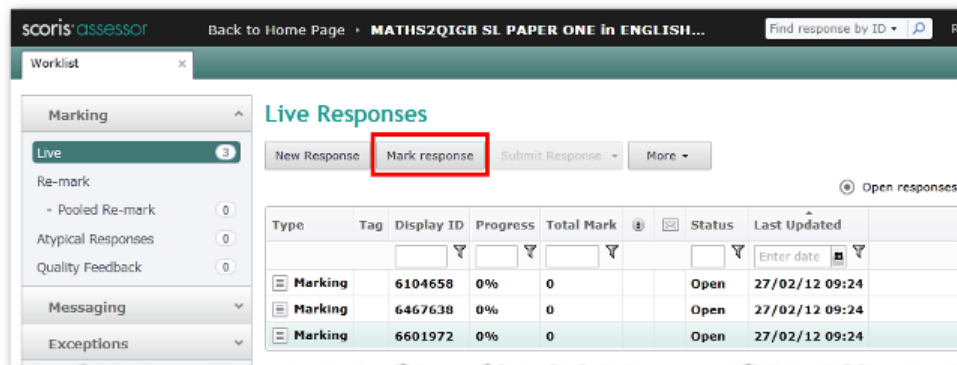 scoris assessor Back to Home Page MATHS2QIGB SL PAPER ONE in ENGLISH... Find response by ID R
Worklist ×
Marking
Live 3
Re-mark
- Pooled Re-mark 0
Atypical Responses 0
Quality Feedback 0
Messaging
Exceptions
Live Responses
New Response Mark response Submit Response More
Open responses
Type Tag Display ID Progress Total Mark Status Last Updated
Enter date
Marking 6104658 0% 0 Open 27/02/12 09:24
Marking 6467638 0% 0 Open 27/02/12 09:24
Marking 6601972 0% 0 Open 27/02/12 09:24